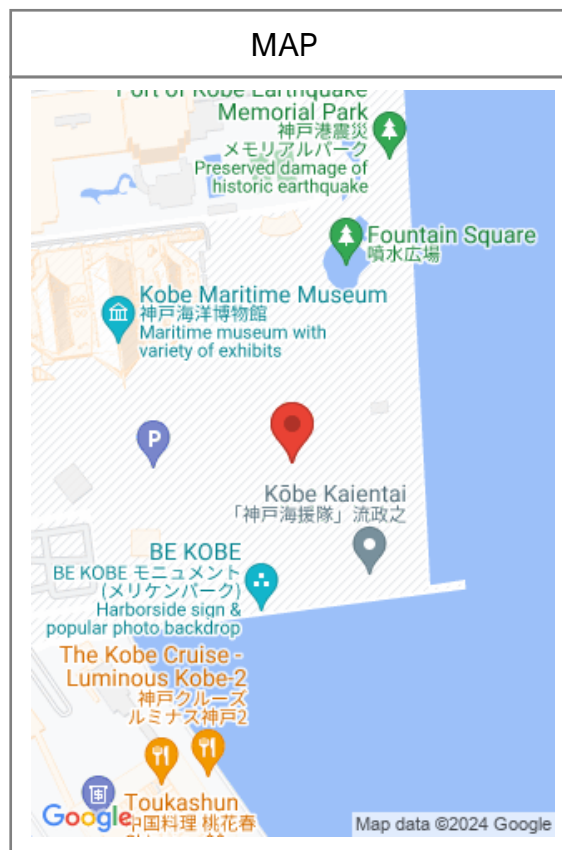 MAP
Port of Kobe Earthquake
Memorial Park
神戸港震災
メモリアルパーク
Preserved damage of
historic earthquake
Fountain Square
噴水広場
Kobe Maritime Museum
神戸海洋博物館
Maritime museum with
variety of exhibits
P
Kōbe Kaientai
「神戸海援隊」流政之
BE KOBE
BE KOBE モニュメント
(メリケンパーク)
Harborside sign &
popular photo backdrop
The Kobe Cruise -
Luminous Kobe-2
神戸クルーズ
ルミナス神戸2
Toukashun
中国料理 桃花春
Google
Map data ©2024 Google